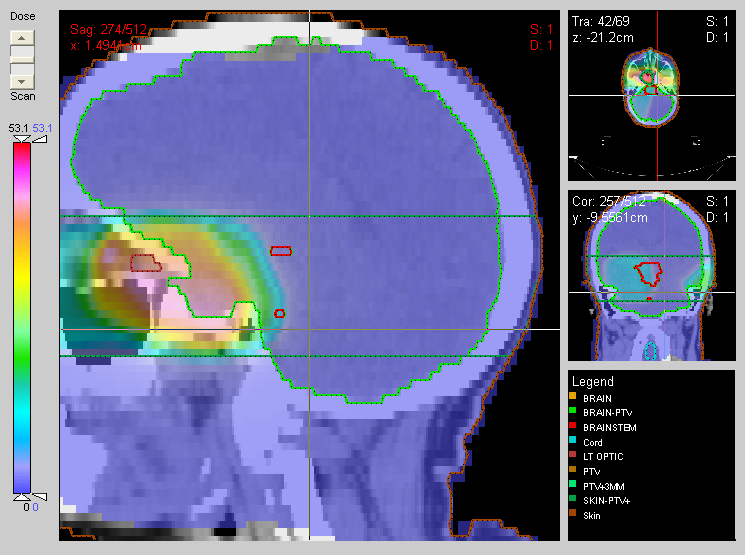 Dose
Scan
53.1 53.1
0 0
Sag: 274/512
S: 1
D: 1
Tra: 42/69
S: 1
z: -21.2cm
D: 1
Cor: 257/512
S: 1
y: -9.5561cm
D: 1
Legend
BRAIN
BRAIN-PTV
BRAINSTEM
Cord
LT OPTIC
PTV
PTV+3MM
SKIN-PTV+
Skin